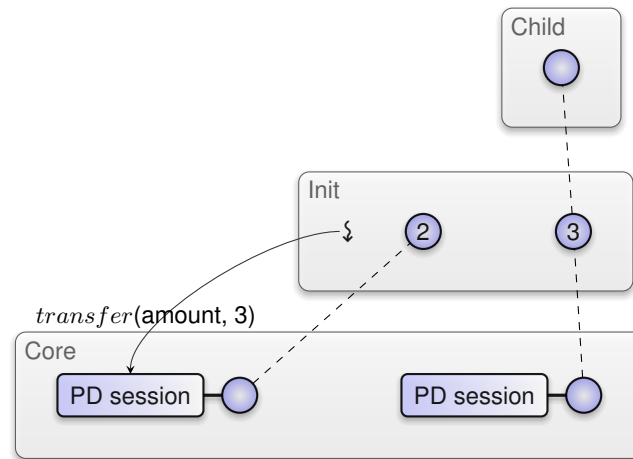 Child
Init
2
3
transfer(amount, 3)
Core
PD session
PD session